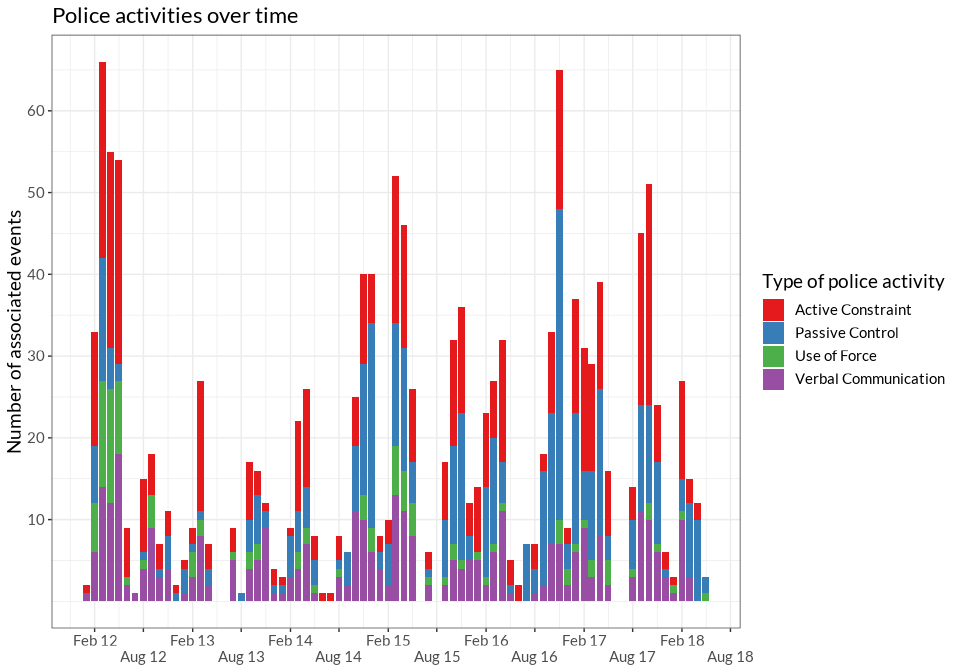 Police activities over time
Number of associated events
60
50
40
30
20
10
Feb 12
Aug 12
Feb 13
Aug 13
Feb 14
Aug 14
Feb 15
Aug 15
Feb 16
Aug 16
Feb 17
Aug 17
Feb 18
Aug 18
Type of police activity
Active Constraint
Passive Control
Use of Force
Verbal Communication